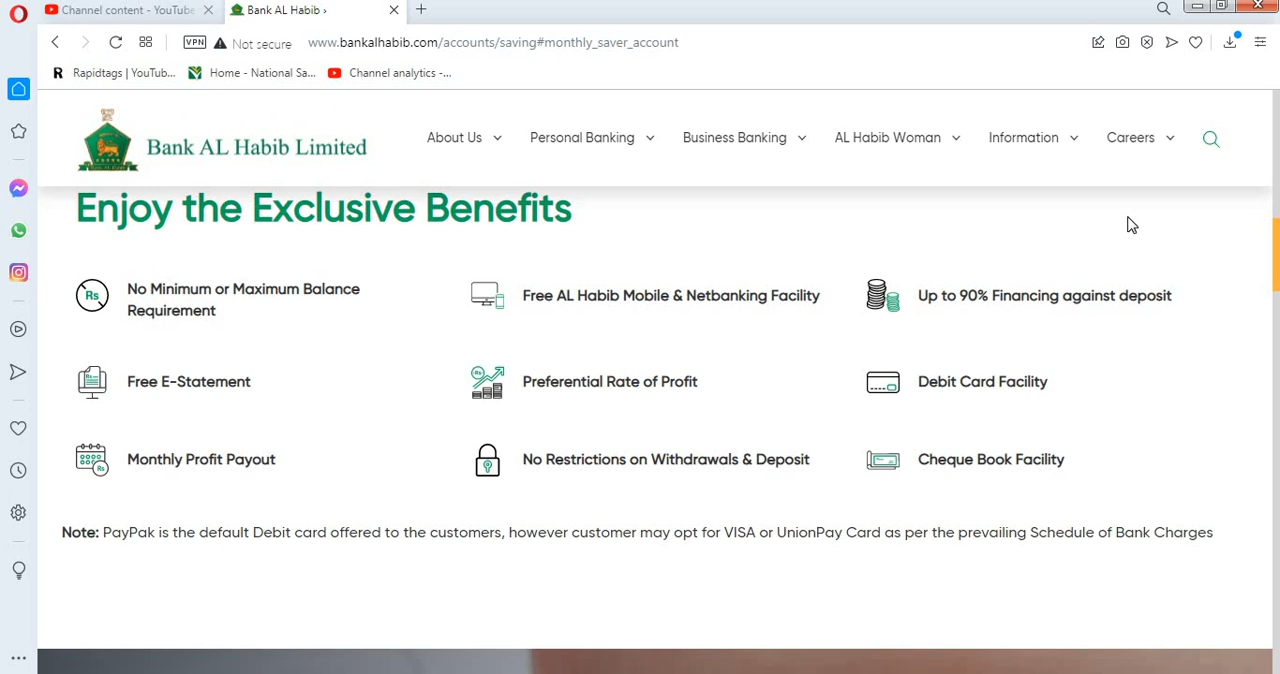 Channel content - YouTube
Bank AL Habib ›
VPN
Not secure
www.bankalhabib.com/accounts/saving#monthly_saver_account
R Rapidtags | YouTub...
Home - National Sa...
Channel analytics -...
Bank AL Habib Limited
About Us
Personal Banking
Business Banking
AL Habib Woman
Information
Careers
Enjoy the Exclusive Benefits
Rs
No Minimum or Maximum Balance
Requirement
Free AL Habib Mobile & Netbanking Facility
Up to 90% Financing against deposit
Free E-Statement
Rs
Preferential Rate of Profit
Debit Card Facility
Rs
Monthly Profit Payout
No Restrictions on Withdrawals & Deposit
Cheque Book Facility
Note: PayPak is the default Debit card offered to the customers, however customer may opt for VISA or UnionPay Card as per the prevailing Schedule of Bank Charges